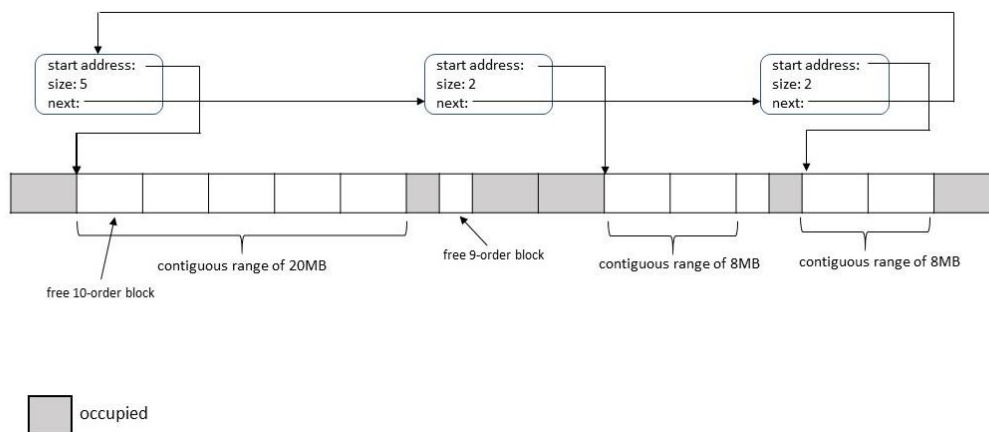 start address:
size: 5
next:
start address:
size: 2
next:
start address:
size: 2
next:
contiguous range of 20MB
free 10-order block
free 9-order block
contiguous range of 8MB
contiguous range of 8MB
occupied